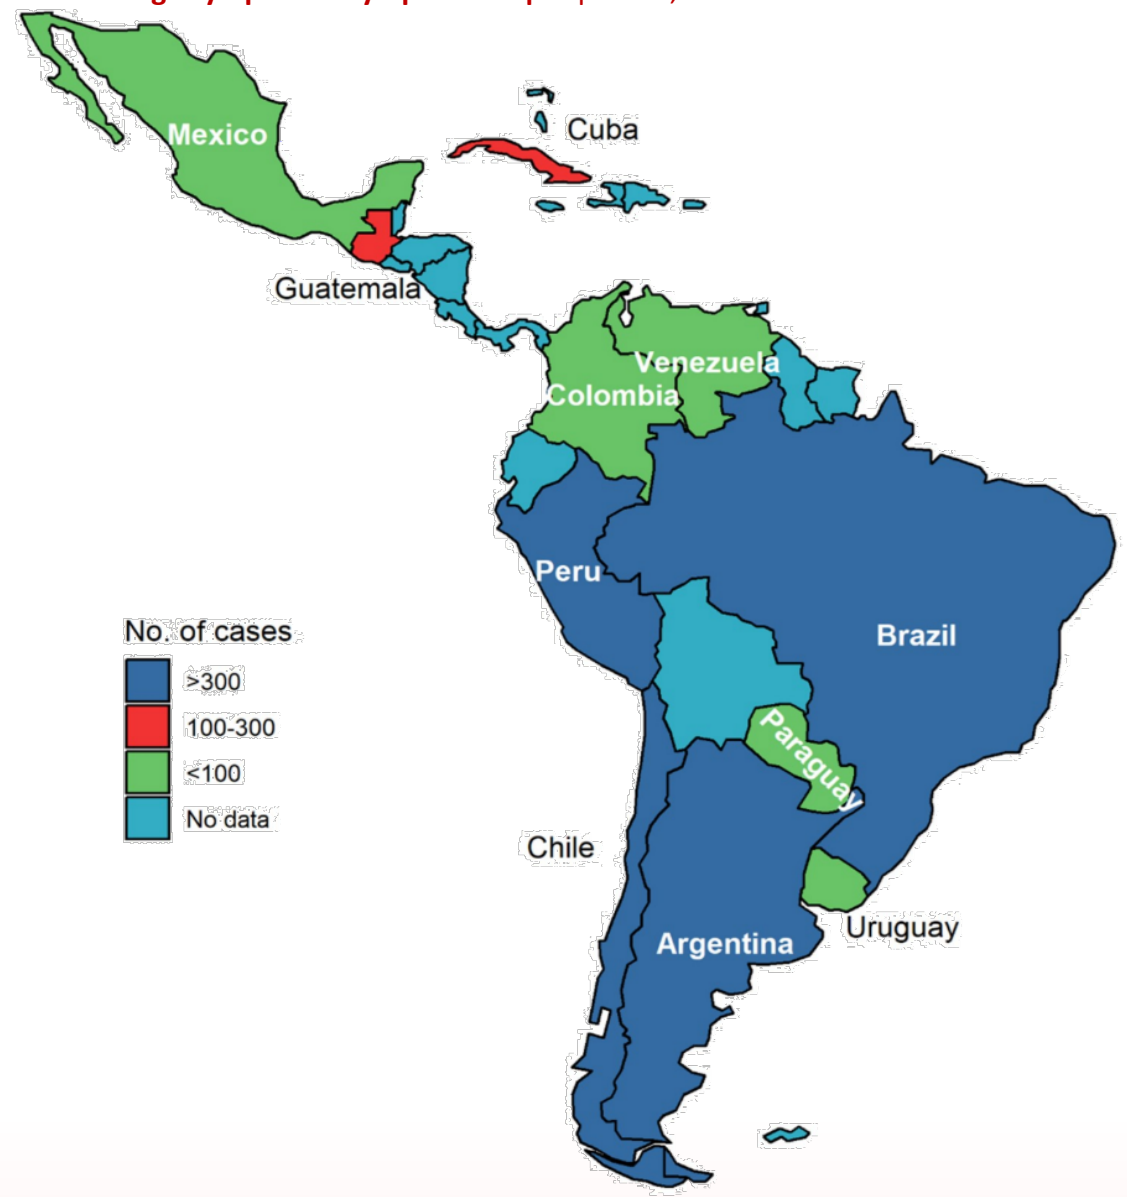 Mexico
Cuba
Guatemala
Venezuela
Colombia
Peru
Brazil
No. of cases
>300
100-300
<100
No data
Paraguay
Chile
Uruguay
Argentina